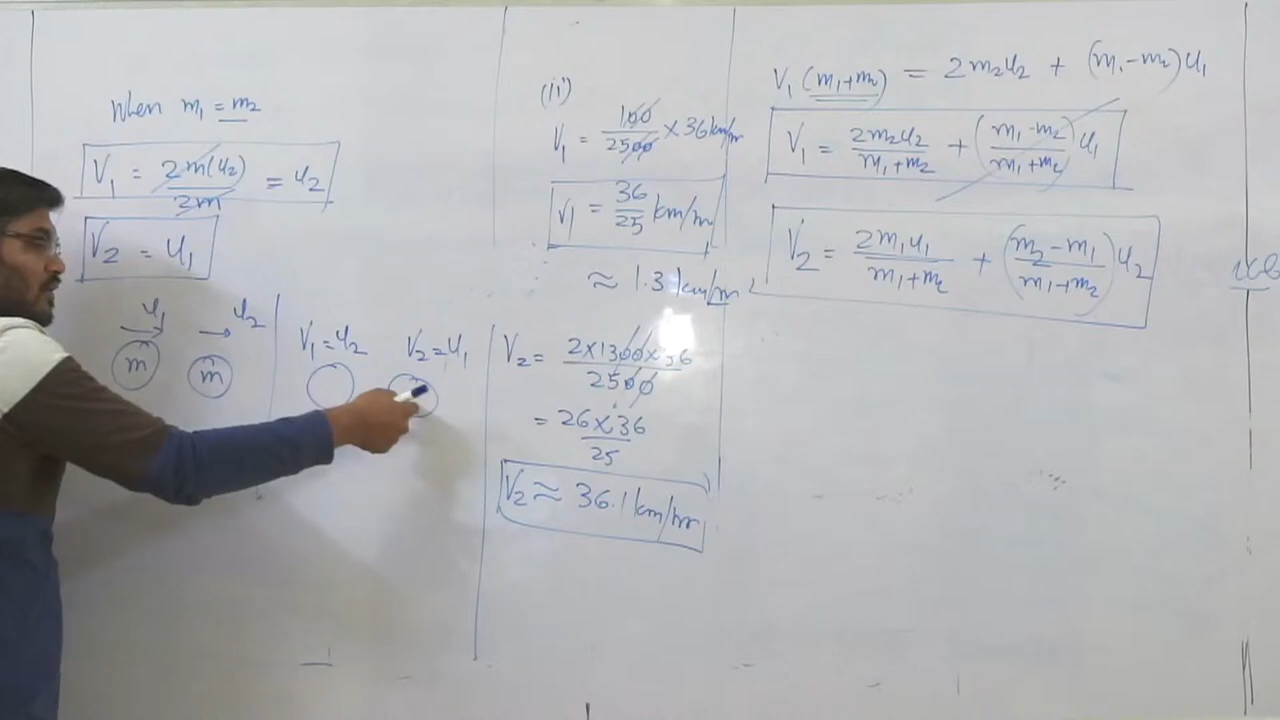 When m₁ = m₂
V₁ = 2m(u₂)/2m = u₂
V₂ = u₁
u₁ u₂
m m
V₁ = u₂ V₂ = u₁
(ii)
V₁ = 100/2500 × 36 km/hr
V₁ = 36/25 km/hr
≈ 1.3 km/hr
V₂ = 2×1300×36/2500
= 26×36/25
V₂ ≈ 36.1 km/hr
V₁ (m₁+m₂) = 2m₂u₂ + (m₁-m₂)u₁
V₁ = 2m₂u₂/m₁+m₂ + (m₁-m₂/m₁+m₂)u₁
V₂ = 2m₁u₁/m₁+m₂ + (m₂-m₁/m₁+m₂)u₂